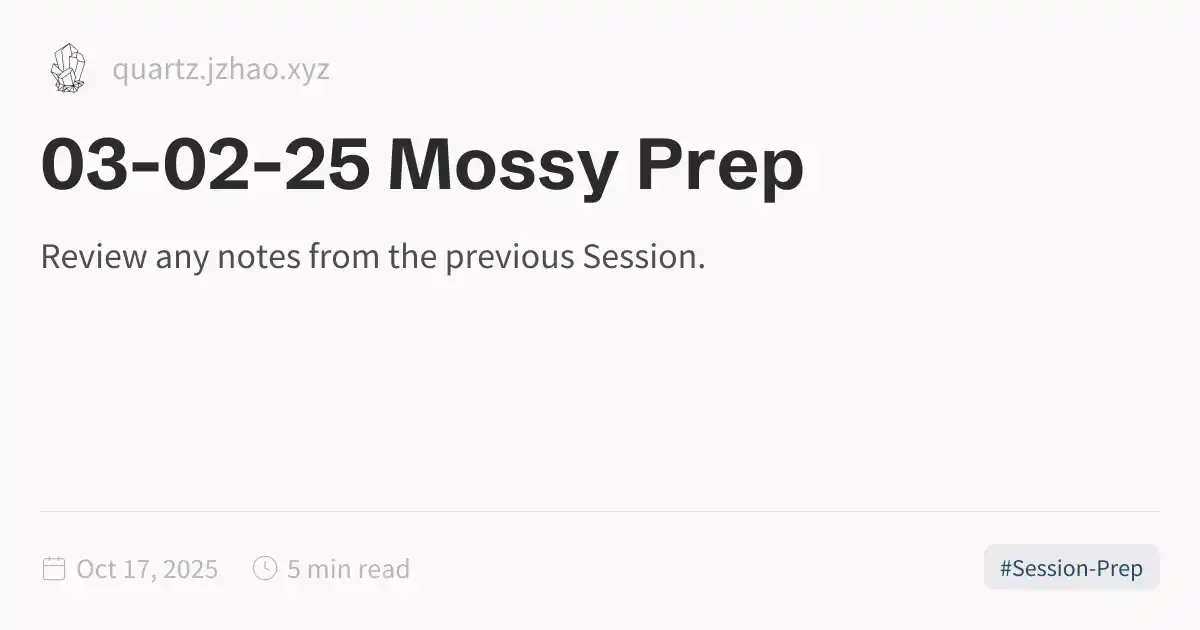 quartz.jzhao.xyz
03-02-25 Mossy Prep
Review any notes from the previous Session.
Oct 17, 2025 5 min read #Session-Prep